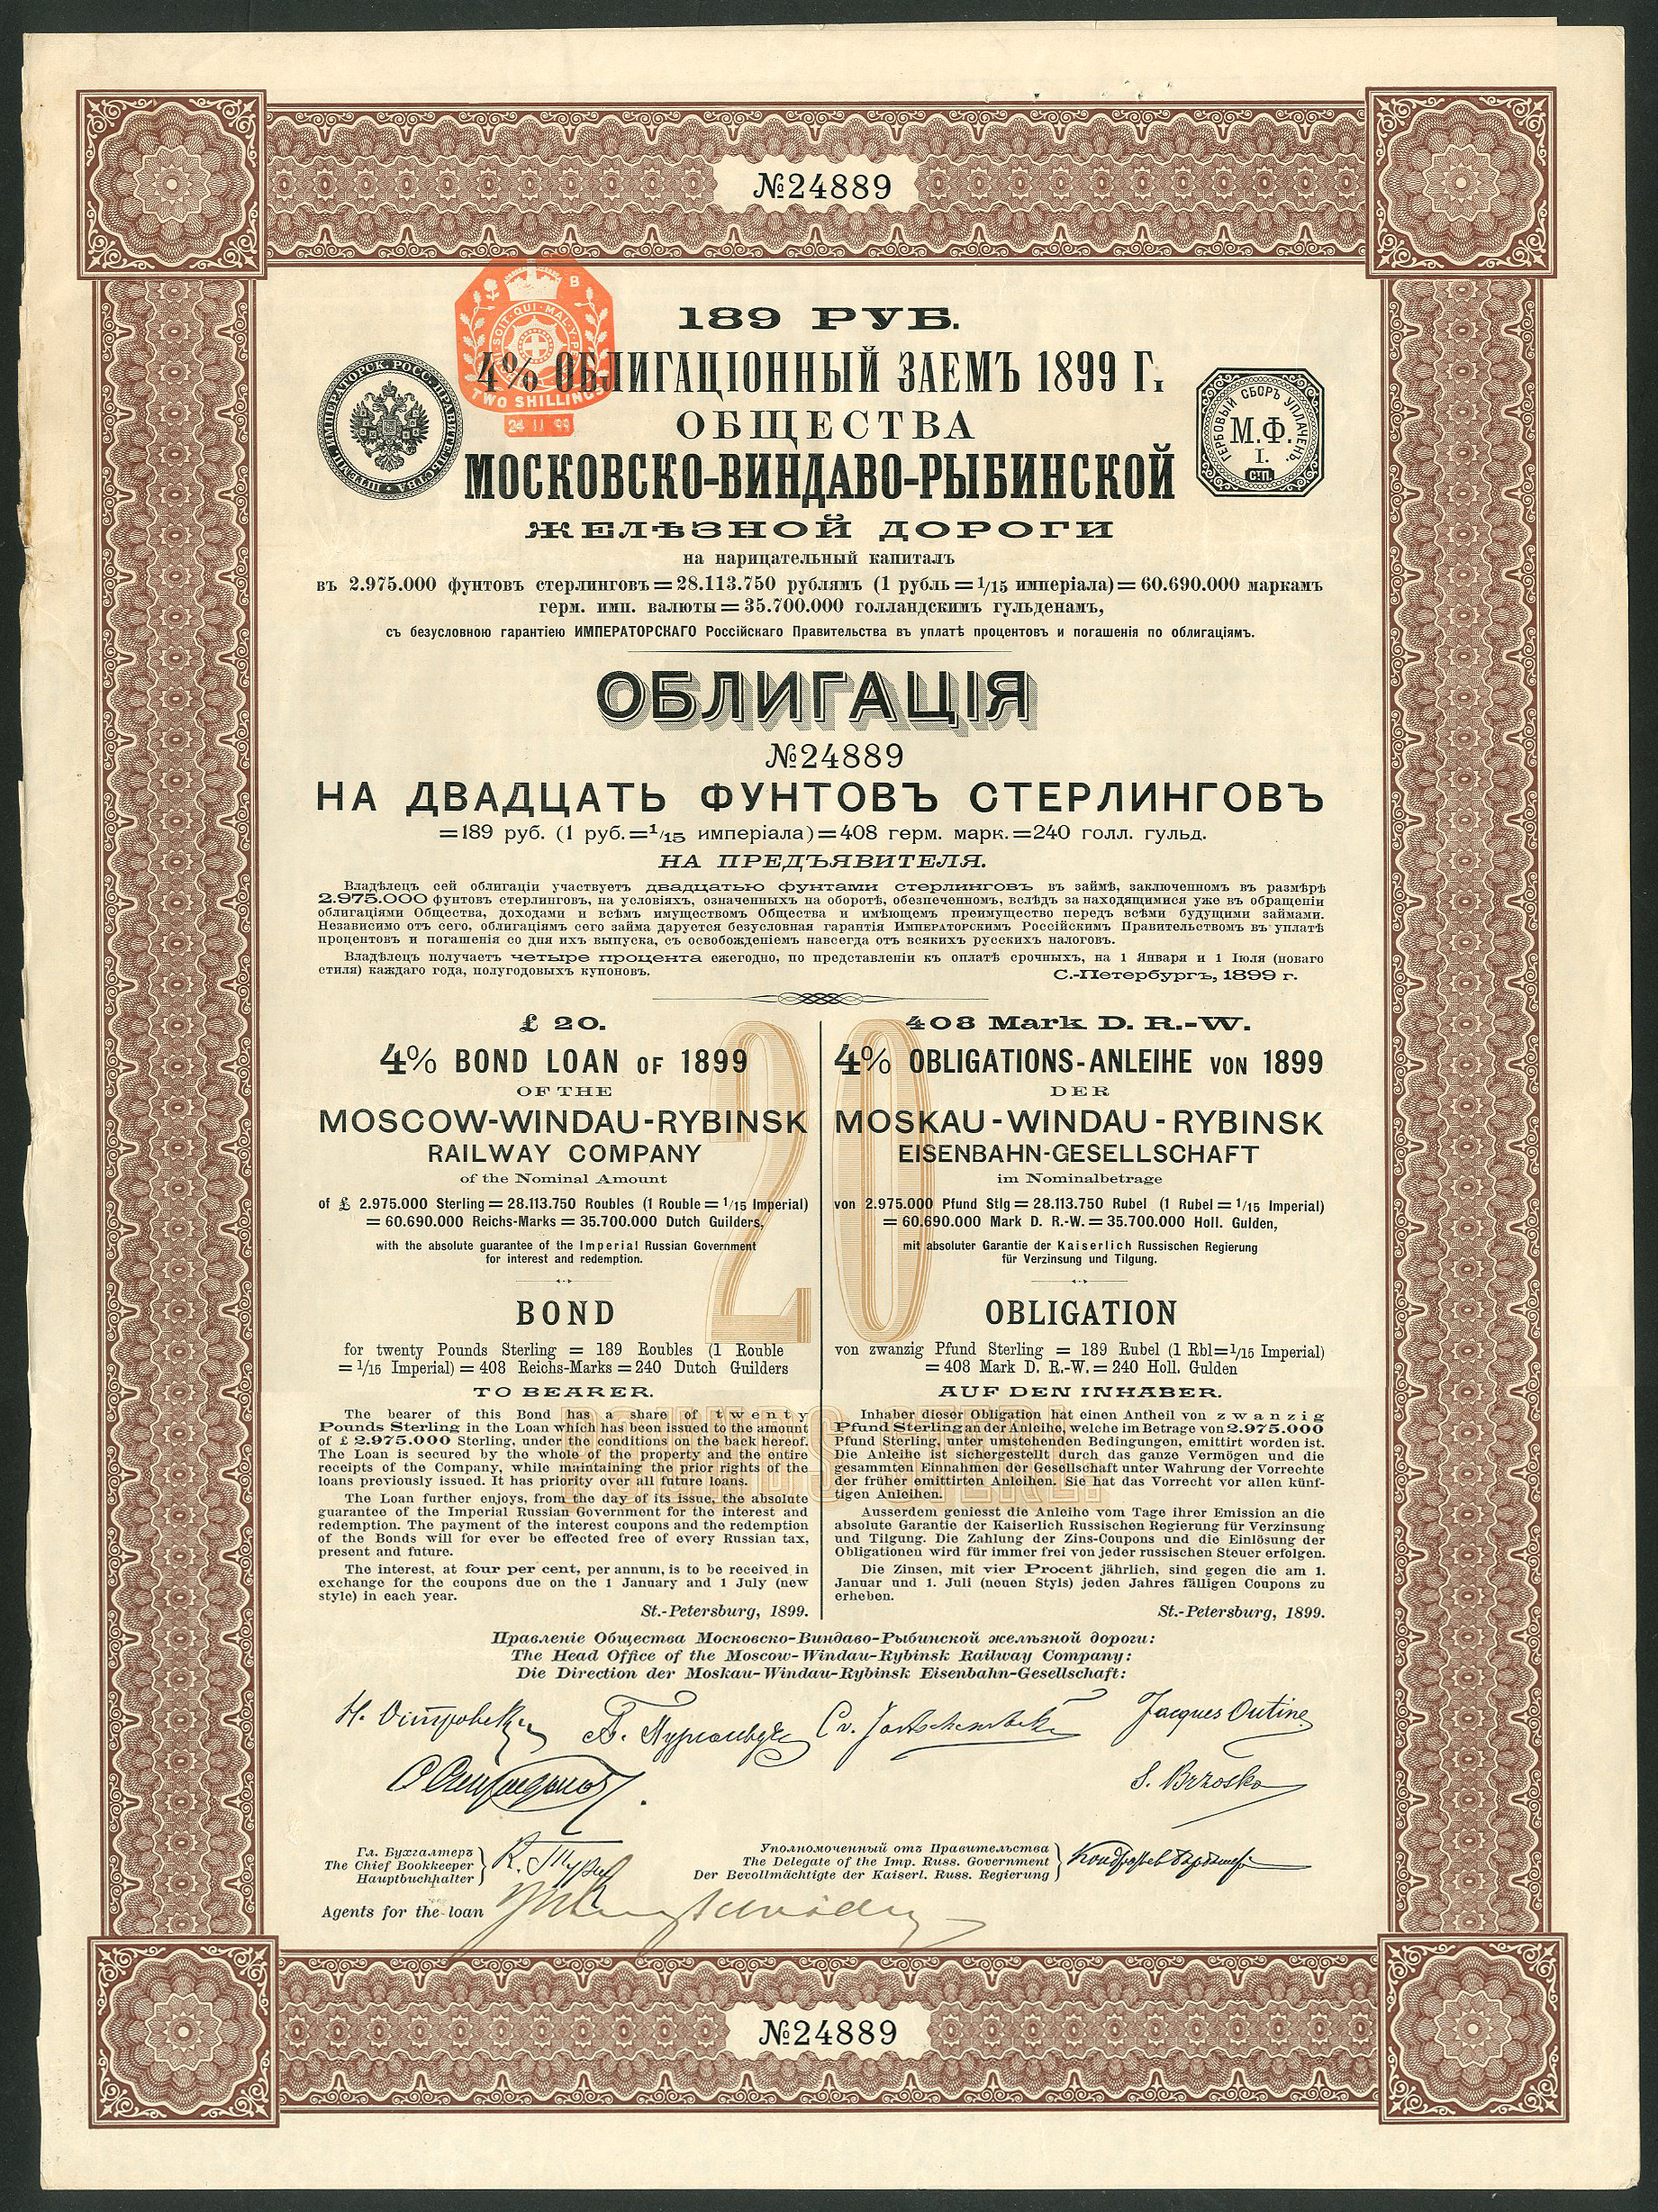 №24889
189 РУБ.
4% ОБЛИГАЦІОННЫЙ ЗАЕМЪ 1899 Г.
ОБЩЕСТВА
МОСКОВСКО-ВИНДАВО-РЫБИНСКОЙ
ЖЕЛѢЗНОЙ ДОРОГИ
на нарицательный капиталъ
въ 2.975.000 фунтовъ стерлинговъ = 28.113.750 рублямъ (1 рубль = 1/15 имперіала) = 60.690.000 маркамъ
герм. имп. валюты = 35.700.000 голландскимъ гульденамъ,
съ безусловною гарантіею ИМПЕРАТОРСКАГО Россійскаго Правительства въ уплатѣ процентовъ и погашенія по облигаціямъ.
ГАРАНТІЯ ИМПЕРАТОРСК. РОСС. ПРАВИТЕЛЬСТВА
B
HONI · SOIT · QUI · MAL · Y · PENSE
TWO SHILLINGS
24 11 99
ГЕРБОВЫЙ СБОРЪ УПЛАЧЕНЪ.
М.Ф.
I.
СТП.
ОБЛИГАЦІЯ
№24889
НА ДВАДЦАТЬ ФУНТОВЪ СТЕРЛИНГОВЪ
=189 руб. (1 руб.=1/15 имперіала)=408 герм. марк.=240 голл. гульд.
НА ПРЕДЪЯВИТЕЛЯ.
Владѣлецъ сей облигаціи участвуетъ двадцатью фунтами стерлинговъ въ займѣ, заключенномъ въ размѣрѣ
2.975.000 фунтовъ стерлинговъ, на условіяхъ, означенныхъ на оборотѣ, обезпеченномъ, вслѣдъ за находящимися уже въ обращеніи
облигаціями Общества, доходами и всѣмъ имуществомъ Общества и имѣющемъ преимущество передъ всѣми будущими займами.
Независимо отъ сего, облигаціямъ сего займа даруется безусловная гарантія Императорскимъ Россійскимъ Правительствомъ въ уплатѣ
процентовъ и погашенія со дня ихъ выпуска, съ освобожденіемъ навсегда отъ всякихъ русскихъ налоговъ.
Владѣлецъ получаетъ четыре процента ежегодно, по представленіи къ оплатѣ срочныхъ, на 1 Января и 1 Іюля (новаго
стиля) каждаго года, полугодовыхъ купоновъ.
С.-Петербургъ, 1899 г.
20
POUNDS STERL.
£ 20.
4% BOND LOAN OF 1899
OF THE
MOSCOW-WINDAU-RYBINSK
RAILWAY COMPANY
of the Nominal Amount
of £ 2.975.000 Sterling = 28.113.750 Roubles (1 Rouble = 1/15 Imperial)
= 60.690.000 Reichs-Marks = 35.700.000 Dutch Guilders,
with the absolute guarantee of the Imperial Russian Government
for interest and redemption.
BOND
for twenty Pounds Sterling = 189 Roubles (1 Rouble
= 1/15 Imperial) = 408 Reichs-Marks = 240 Dutch Guilders
TO BEARER.
The bearer of this Bond has a share of twenty
Pounds Sterling in the Loan which has been issued to the amount
of £ 2.975.000 Sterling, under the conditions on the back hereof.
The Loan is secured by the whole of the property and the entire
receipts of the Company, while maintaining the prior rights of the
loans previously issued. It has priority over all future loans.
The Loan further enjoys, from the day of its issue, the absolute
guarantee of the Imperial Russian Government for the interest and
redemption. The payment of the interest coupons and the redemption
of the Bonds will for ever be effected free of every Russian tax,
present and future.
The interest, at four per cent, per annum, is to be received in
exchange for the coupons due on the 1 January and 1 July (new
style) in each year.
St.-Petersburg, 1899.
408 Mark D. R.-W.
4% OBLIGATIONS-ANLEIHE VON 1899
DER
MOSKAU-WINDAU-RYBINSK
EISENBAHN-GESELLSCHAFT
im Nominalbetrage
von 2.975.000 Pfund Stlg = 28.113.750 Rubel (1 Rubel = 1/15 Imperial)
= 60.690.000 Mark D. R.-W. = 35.700.000 Holl. Gulden,
mit absoluter Garantie der Kaiserlich Russischen Regierung
für Verzinsung und Tilgung.
OBLIGATION
von zwanzig Pfund Sterling = 189 Rubel (1 Rbl=1/15 Imperial)
= 408 Mark D. R.-W. = 240 Holl. Gulden
AUF DEN INHABER.
Inhaber dieser Obligation hat einen Antheil von zwanzig
Pfund Sterling an der Anleihe, welche im Betrage von 2.975.000
Pfund Sterling, unter umstehenden Bedingungen, emittirt worden ist.
Die Anleihe ist sichergestellt durch das ganze Vermögen und die
gesammten Einnahmen der Gesellschaft unter Wahrung der Vorrechte
der früher emittirten Anleihen. Sie hat das Vorrecht vor allen künf-
tigen Anleihen.
Ausserdem geniesst die Anleihe vom Tage ihrer Emission an die
absolute Garantie der Kaiserlich Russischen Regierung für Verzinsung
und Tilgung. Die Zahlung der Zins-Coupons und die Einlösung der
Obligationen wird für immer frei von jeder russischen Steuer erfolgen.
Die Zinsen, mit vier Procent jährlich, sind gegen die am 1.
Januar und 1. Juli (neuen Styls) jeden Jahres fälligen Coupons zu
erheben.
St.-Petersburg, 1899.
Правленіе Общества Московско-Виндаво-Рыбинской желѣзной дороги:
The Head Office of the Moscow-Windau-Rybinsk Railway Company:
Die Direction der Moskau-Windau-Rybinsk Eisenbahn-Gesellschaft:
Jacques Outine
S. Brzosko
Гл. Бухгалтеръ
The Chief Bookkeeper
Hauptbuchhalter
Уполномоченный отъ Правительства
The Delegate of the Imp. Russ. Government
Der Bevollmächtigte der Kaiserl. Russ. Regierung
Agents for the loan
№24889